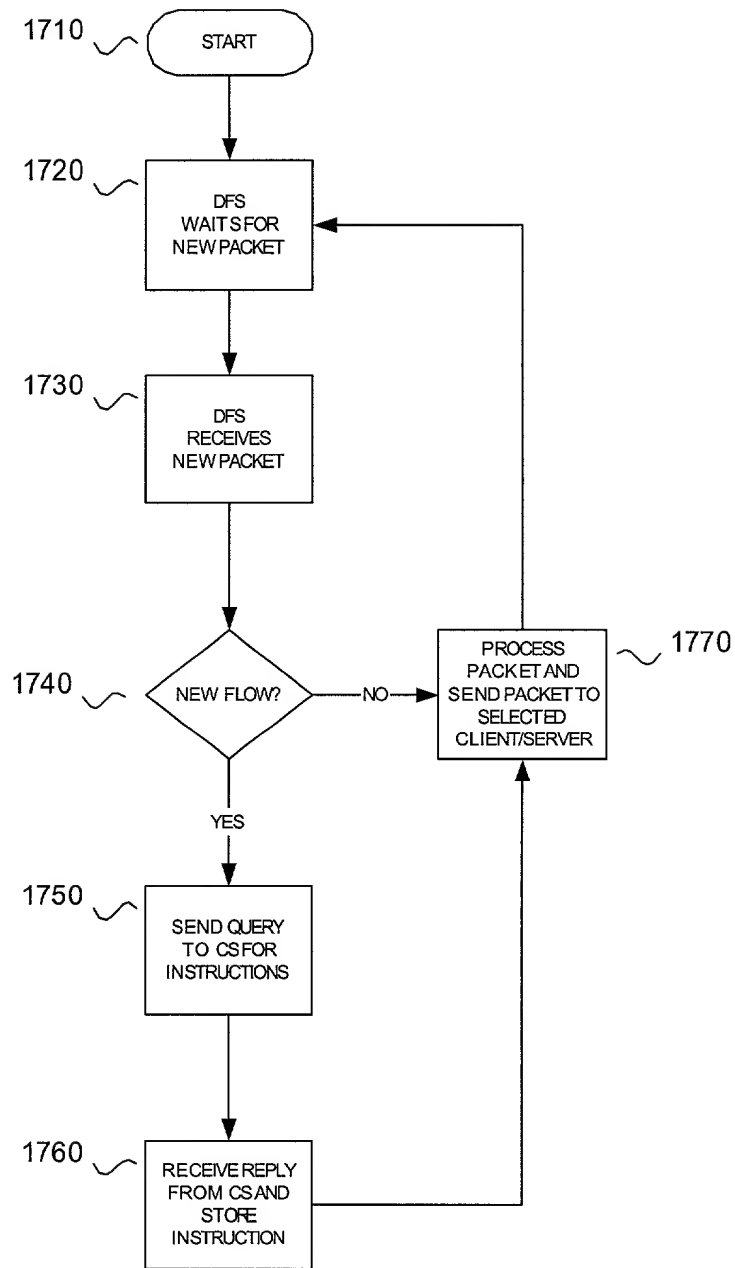 1710
START
1720
DFS
WAITS FOR
NEW PACKET
1730
DFS
RECEIVES
NEW PACKET
1740
NEW FLOW?
NO
PROCESS
PACKET AND
SEND PACKET TO
SELECTED
CLIENT/SERVER
1770
YES
1750
SEND QUERY
TO CS FOR
INSTRUCTIONS
1760
RECEIVE REPLY
FROM CS AND
STORE
INSTRUCTION